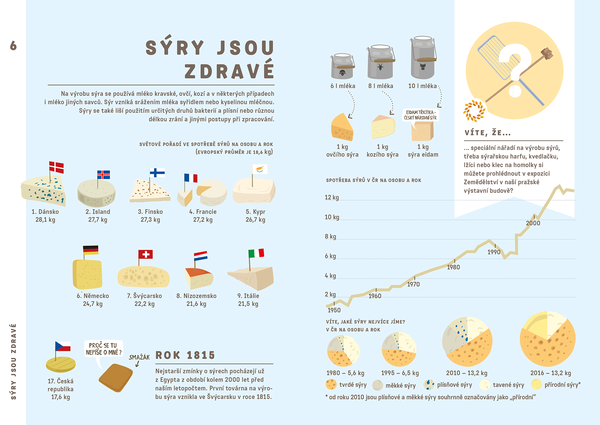 6
SÝRY JSOU
ZDRAVÉ
Na výrobu sýra se používá mléko kravské, ovčí, kozí a v některých případech
i mléko jiných savců. Sýr vzniká srážením mléka syřidlem nebo kyselinou mléčnou.
Sýry se také liší použitím určitých druhů bakterií a plísní nebo různou
délkou zrání a jinými postupy při zpracování.
SVĚTOVÉ POŘADÍ VE SPOTŘEBĚ SÝRŮ NA OSOBU A ROK
(EVROPSKÝ PRŮMĚR JE 18,4 kg)
1. Dánsko
28,1 kg
2. Island
27,7 kg
3. Finsko
27,3 kg
4. Francie
27,2 kg
5. Kypr
26,7 kg
6. Německo
24,7 kg
7. Švýcarsko
22,2 kg
8. Nizozemsko
21,6 kg
9. Itálie
21,5 kg
17. Česká
republika
17,6 kg
PROČ SE TU
NEPÍŠE O MNĚ?
SMAŽÁK
ROK 1815
Nejstarší zmínky o sýrech pocházejí už
z Egypta z období kolem 2000 let před
naším letopočtem. První továrna na výro-
bu sýra vznikla ve Švýcarsku v roce 1815.
SÝRY JSOU ZDRAVÉ
6 l mléka
8 l mléka
10 l mléka
EIDAM TŘICÍTKA –
ČESKÝ NÁRODNÍ STK
1 kg
ovčího sýra
1 kg
kozího sýra
1 kg
sýra eidam
?
VÍTE, ŽE...
... speciální nářadí na výrobu sýrů,
třeba sýrařskou harfu, kvedlačku,
lžíci nebo klec na homolky si
můžete prohlédnout v expozici
Zemědělství v naší pražské
výstavní budově?
SPOTŘEBA SÝRŮ V ČR NA OSOBU A ROK
12 kg
10 kg
8 kg
6 kg
4 kg
2 kg
1950
1960
1970
1980
1990
2000
VÍTE, JAKÉ SÝRY NEJVÍCE JÍME?
V ČR NA OSOBU A ROK
1980 – 5,6 kg
1995 – 6,5 kg
2010 – 13,2 kg
2016 – 13,2 kg
tvrdé sýry
měkké sýry
plísňové sýry
tavené sýry
přírodní sýry*
* od roku 2010 jsou plísňové a měkké sýry souhrnně označovány jako „přírodní“